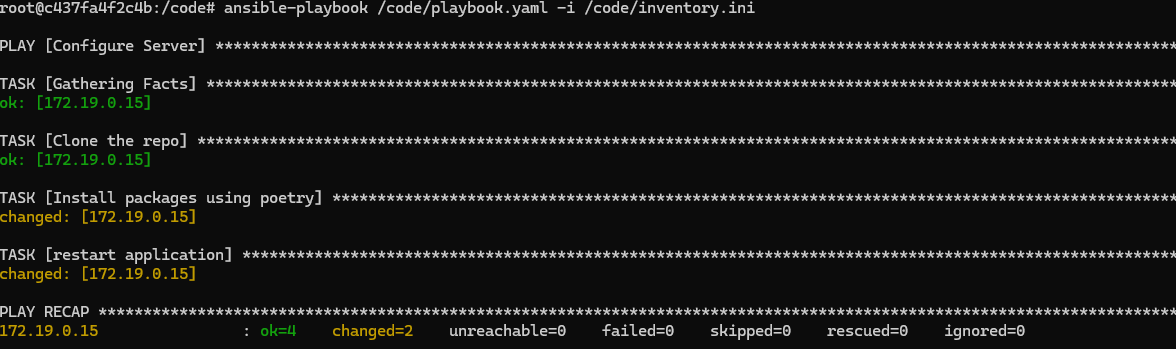 root@c437fa4f2c4b:/code# ansible-playbook /code/playbook.yaml -i /code/inventory.ini
PLAY [Configure Server] ***********************************************************************************************************
TASK [Gathering Facts] ************************************************************************************************************
ok: [172.19.0.15]
TASK [Clone the repo] *************************************************************************************************************
ok: [172.19.0.15]
TASK [Install packages using poetry] **********************************************************************************************
changed: [172.19.0.15]
TASK [restart application] ********************************************************************************************************
changed: [172.19.0.15]
PLAY RECAP ************************************************************************************************************************
172.19.0.15                : ok=4    changed=2    unreachable=0    failed=0    skipped=0    rescued=0    ignored=0